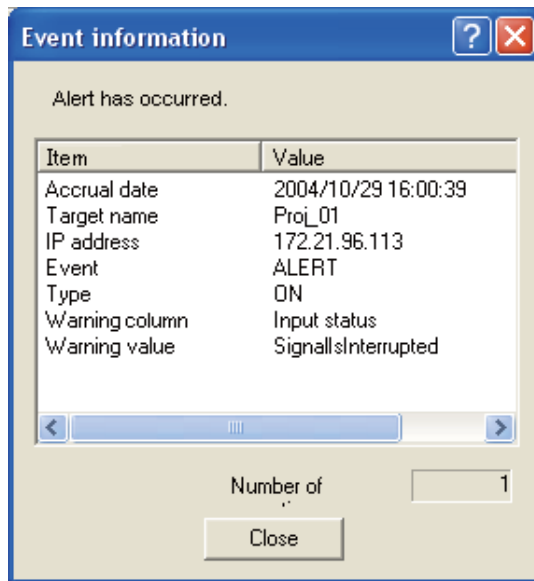 Event information
Alert has occurred.
Item Value
Accrual date 2004/10/29 16:00:39
Target name Proj_01
IP address 172.21.96.113
Event ALERT
Type ON
Warning column Input status
Warning value SignalIsInterrupted
Number of 1
Close